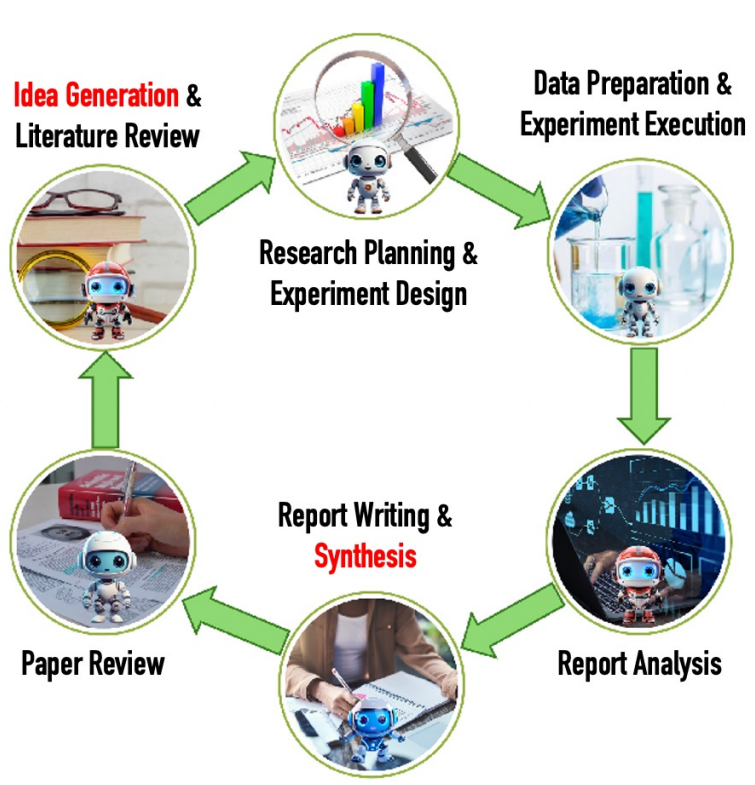 Idea Generation &
Literature Review
Research Planning &
Experiment Design
Data Preparation &
Experiment Execution
Report Analysis
Report Writing &
Synthesis
Paper Review